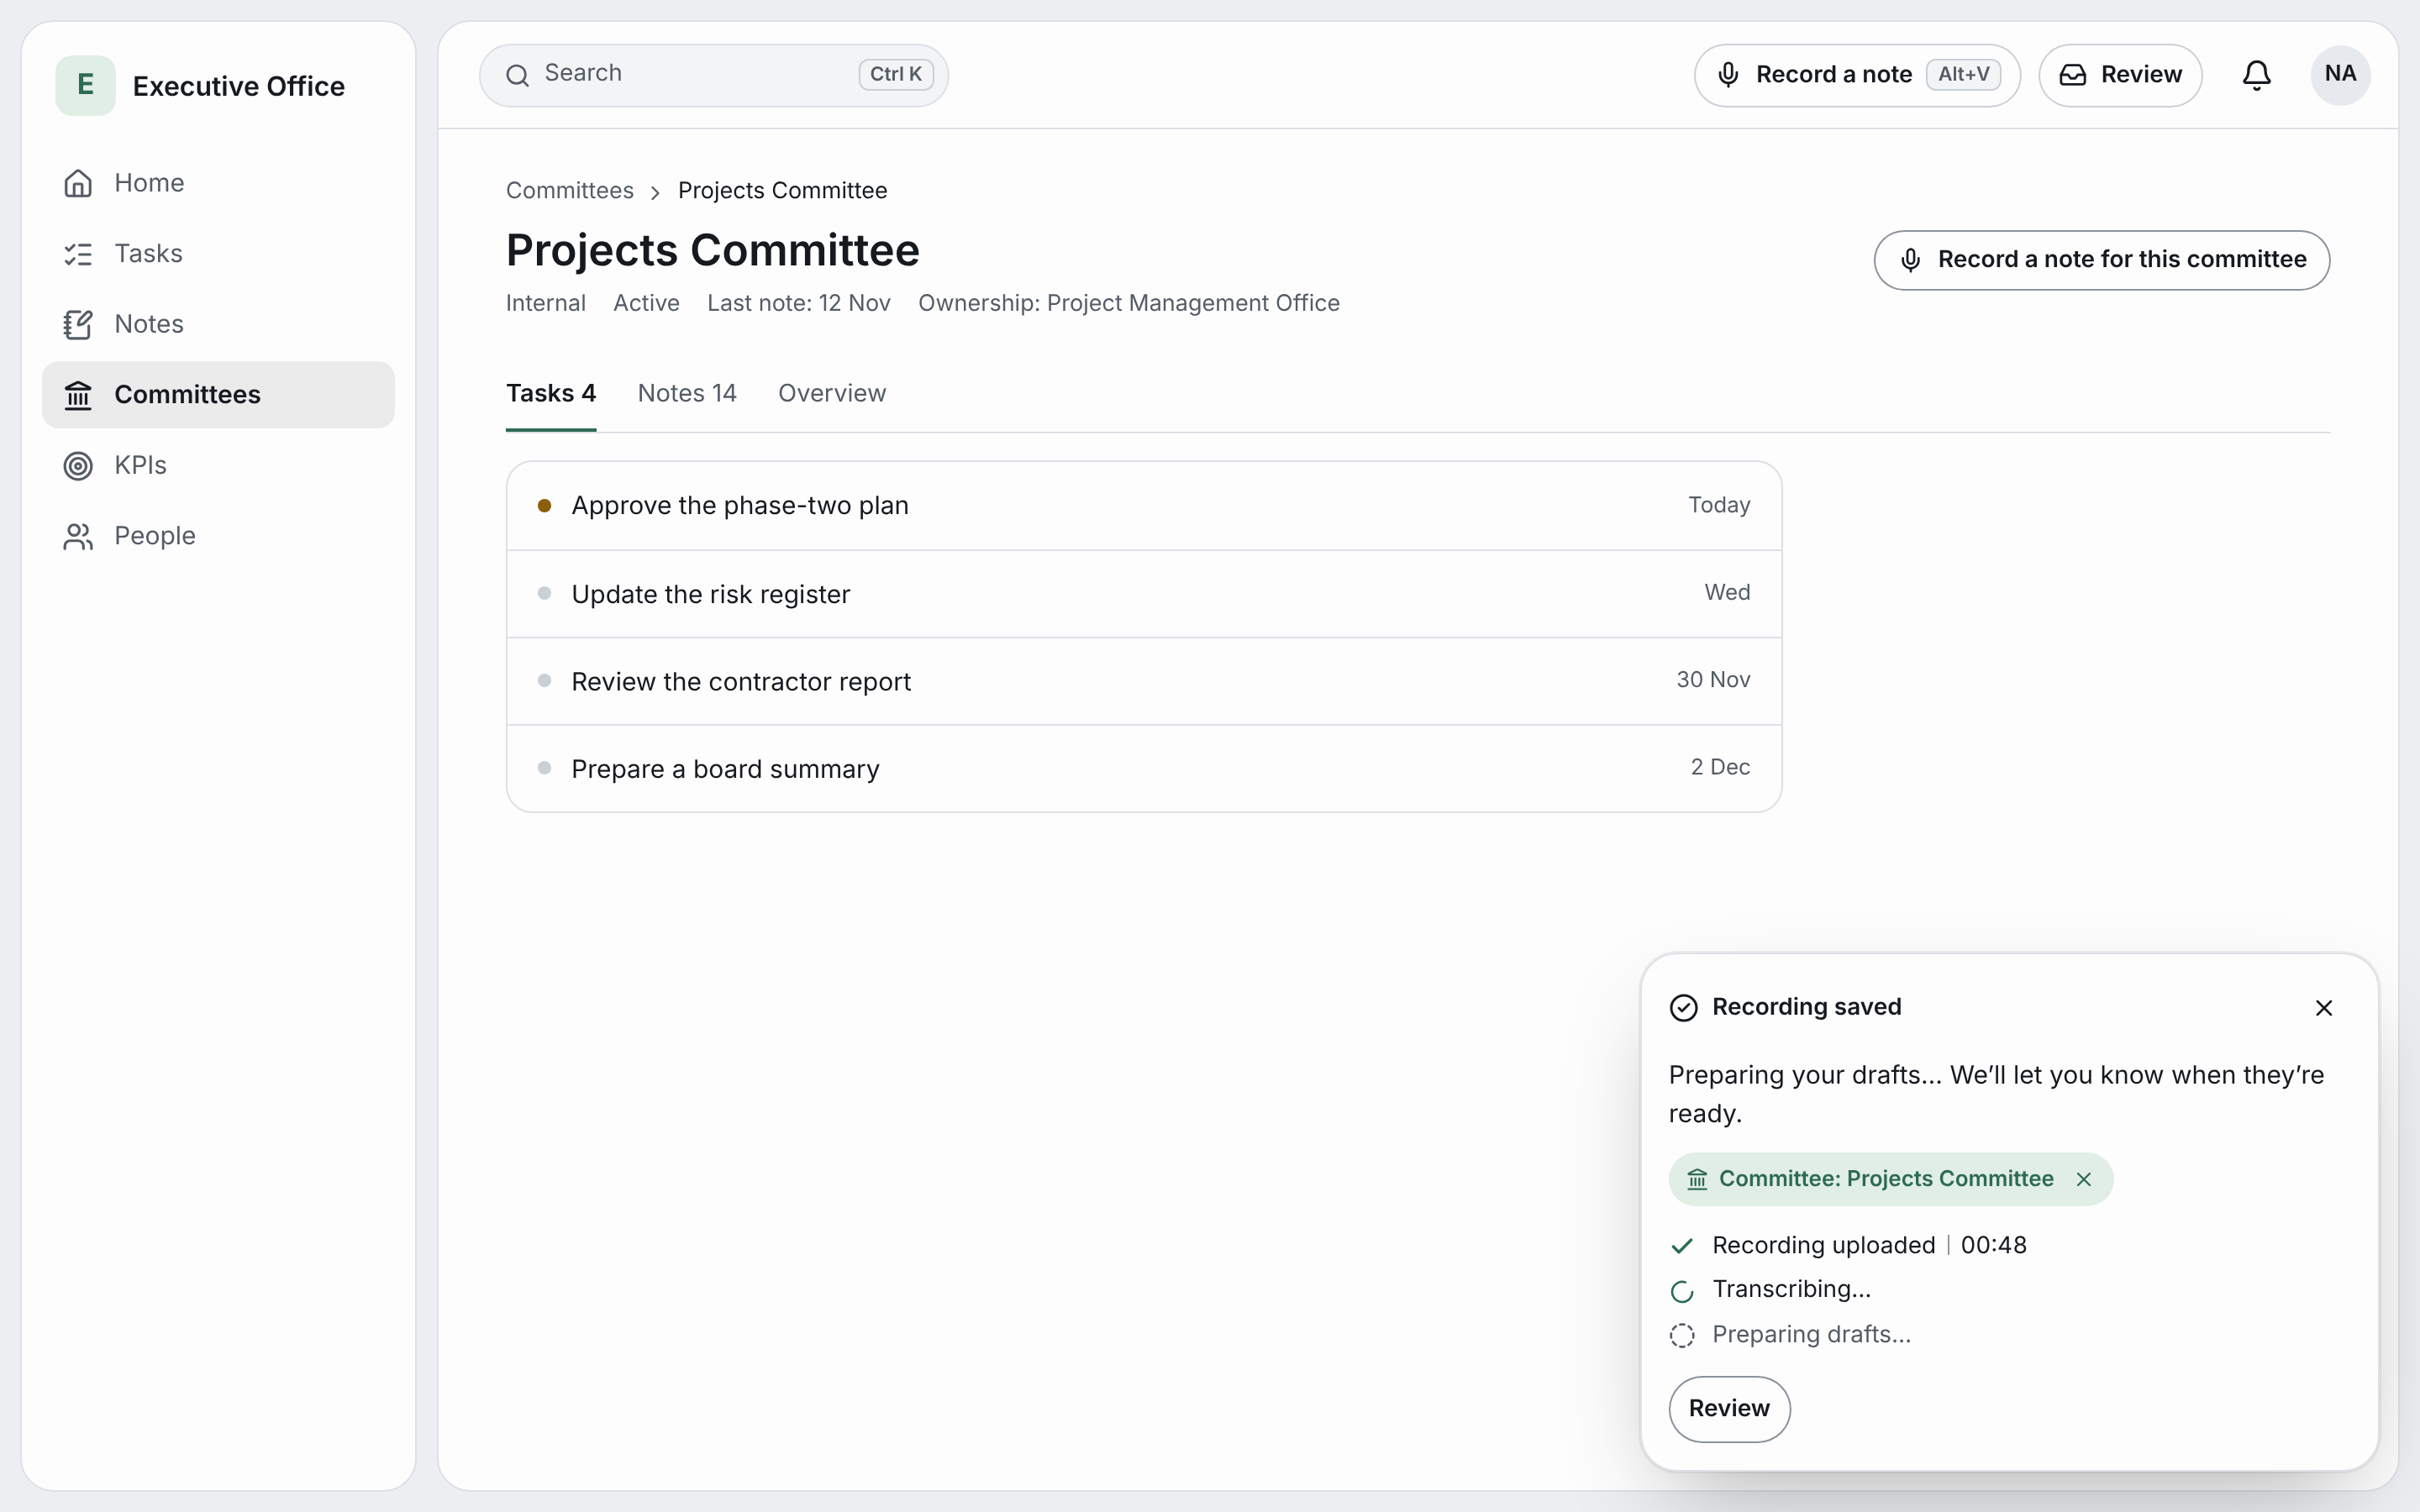 E Executive Office
Home
Tasks
Notes
Committees
KPIs
People
Search Ctrl K
Record a note Alt+V
Review
NA
Committees > Projects Committee
Projects Committee
Record a note for this committee
Internal Active Last note: 12 Nov Ownership: Project Management Office
Tasks 4 Notes 14 Overview
Approve the phase-two plan Today
Update the risk register Wed
Review the contractor report 30 Nov
Prepare a board summary 2 Dec
Recording saved
Preparing your drafts... We’ll let you know when they’re
ready.
Committee: Projects Committee
Recording uploaded | 00:48
Transcribing...
Preparing drafts...
Review